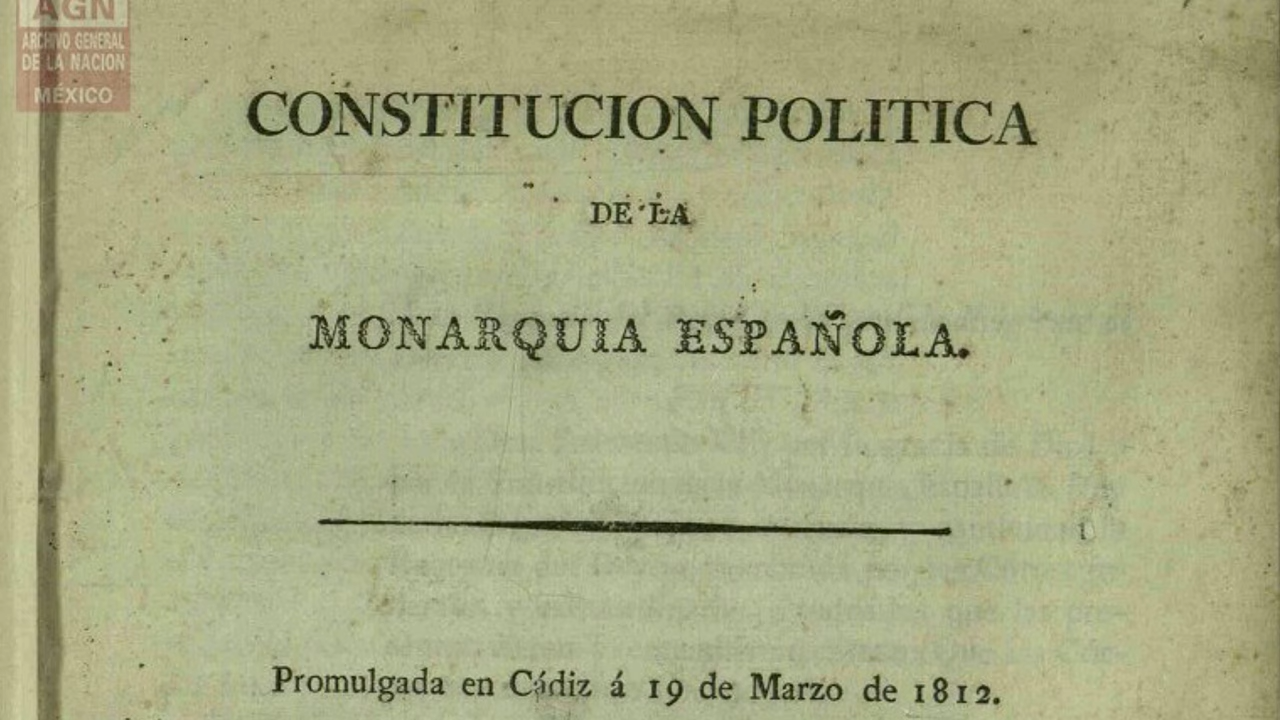 AGN
ARCHIVO GENERAL
DE LA NACION
MÉXICO
CONSTITUCION POLITICA
DE LA
MONARQUIA ESPAÑOLA.
Promulgada en Cádiz á 19 de Marzo de 1812.